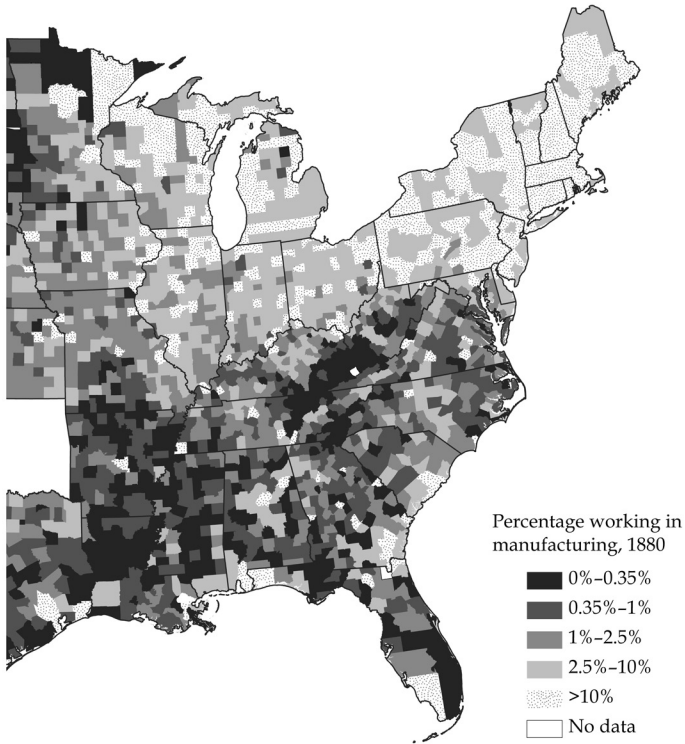 Percentage working in
manufacturing, 1880
0%–0.35%
0.35%–1%
1%–2.5%
2.5%–10%
>10%
No data